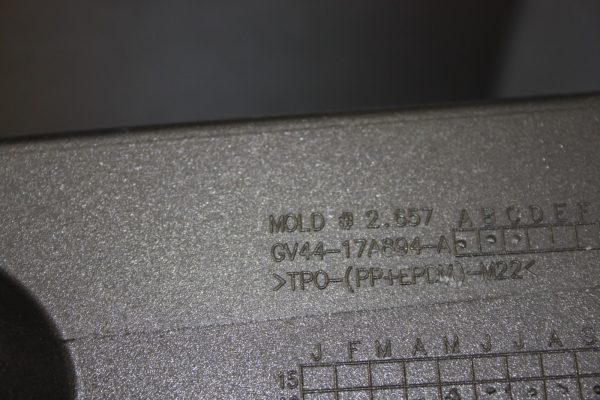 MOLD @ 2.657 A B C D E F
GV44-17A894-A
>TPO-(PP+EPDM)-M22<
J F M A M J J A S
15